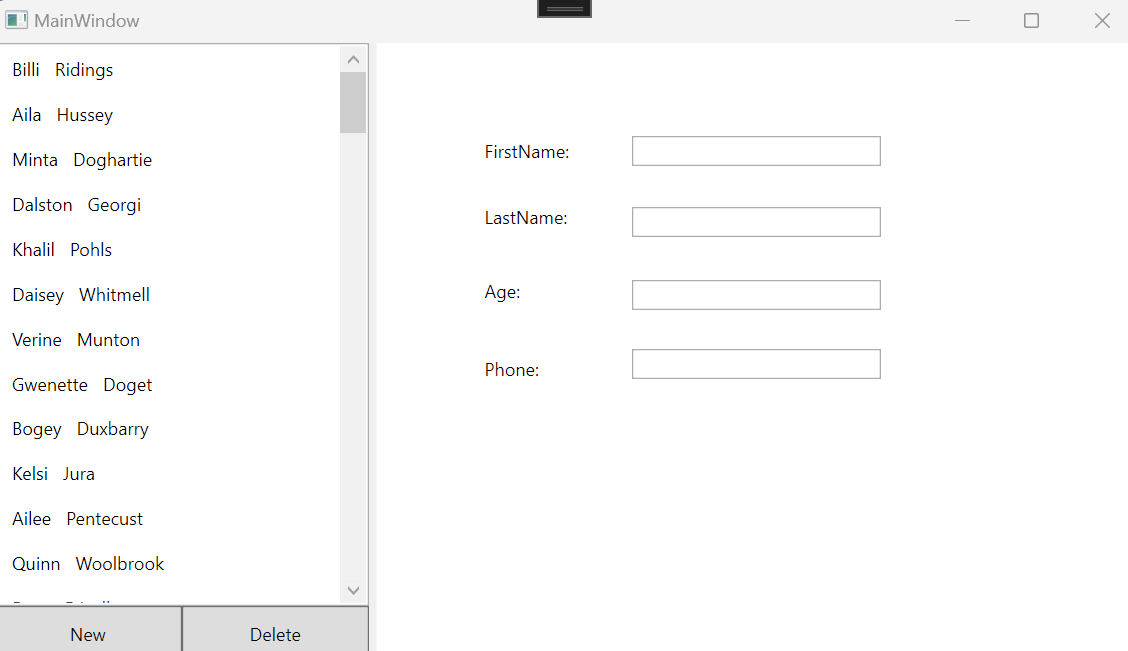 MainWindow
Billi Ridings
Aila Hussey
Minta Doghartie
Dalston Georgi
Khalil Pohls
Daisey Whitmell
Verine Munton
Gwenette Doget
Bogey Duxbarry
Kelsi Jura
Ailee Pentecust
Quinn Woolbrook
New Delete
FirstName:
LastName:
Age:
Phone: